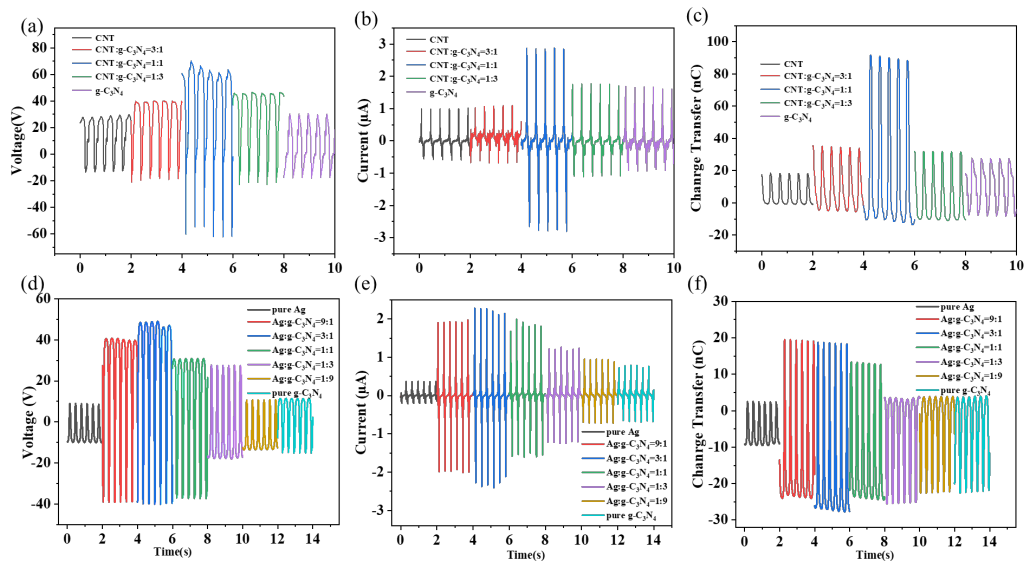 (a)
CNT
CNT:g-C₃N₄=3:1
CNT:g-C₃N₄=1:1
CNT:g-C₃N₄=1:3
g-C₃N₄
Voltage(V)
80
60
40
20
0
-20
-40
-60
0 2 4 6 8 10
(b)
CNT
CNT:g-C₃N₄=3:1
CNT:g-C₃N₄=1:1
CNT:g-C₃N₄=1:3
g-C₃N₄
Current (μA)
3
2
1
0
-1
-2
-3
0 2 4 6 8 10
(c)
CNT
CNT:g-C₃N₄=3:1
CNT:g-C₃N₄=1:1
CNT:g-C₃N₄=1:3
g-C₃N₄
Chanrge Transfer (nC)
100
80
60
40
20
0
-20
0 2 4 6 8 10
(d)
pure Ag
Ag:g-C₃N₄=9:1
Ag:g-C₃N₄=3:1
Ag:g-C₃N₄=1:1
Ag:g-C₃N₄=1:3
Ag:g-C₃N₄=1:9
pure g-C₃N₄
Voltage (V)
60
40
20
0
-20
-40
0 2 4 6 8 10 12 14
Time(s)
(e)
pure Ag
Ag:g-C₃N₄=9:1
Ag:g-C₃N₄=3:1
Ag:g-C₃N₄=1:1
Ag:g-C₃N₄=1:3
Ag:g-C₃N₄=1:9
pure g-C₃N₄
Current (μA)
2
1
0
-1
-2
-3
0 2 4 6 8 10 12 14
Time(s)
(f)
pure Ag
Ag:g-C₃N₄=9:1
Ag:g-C₃N₄=3:1
Ag:g-C₃N₄=1:1
Ag:g-C₃N₄=1:3
Ag:g-C₃N₄=1:9
pure g-C₃N₄
Chanrge Transfer (nC)
30
20
10
0
-10
-20
-30
0 2 4 6 8 10 12 14
Time(s)